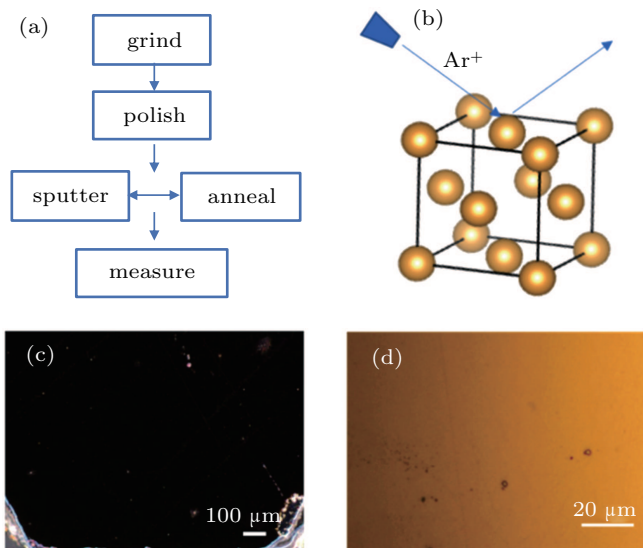 (a)
grind
polish
sputter
anneal
measure
(b)
Ar⁺
(c)
100 μm
(d)
20 μm